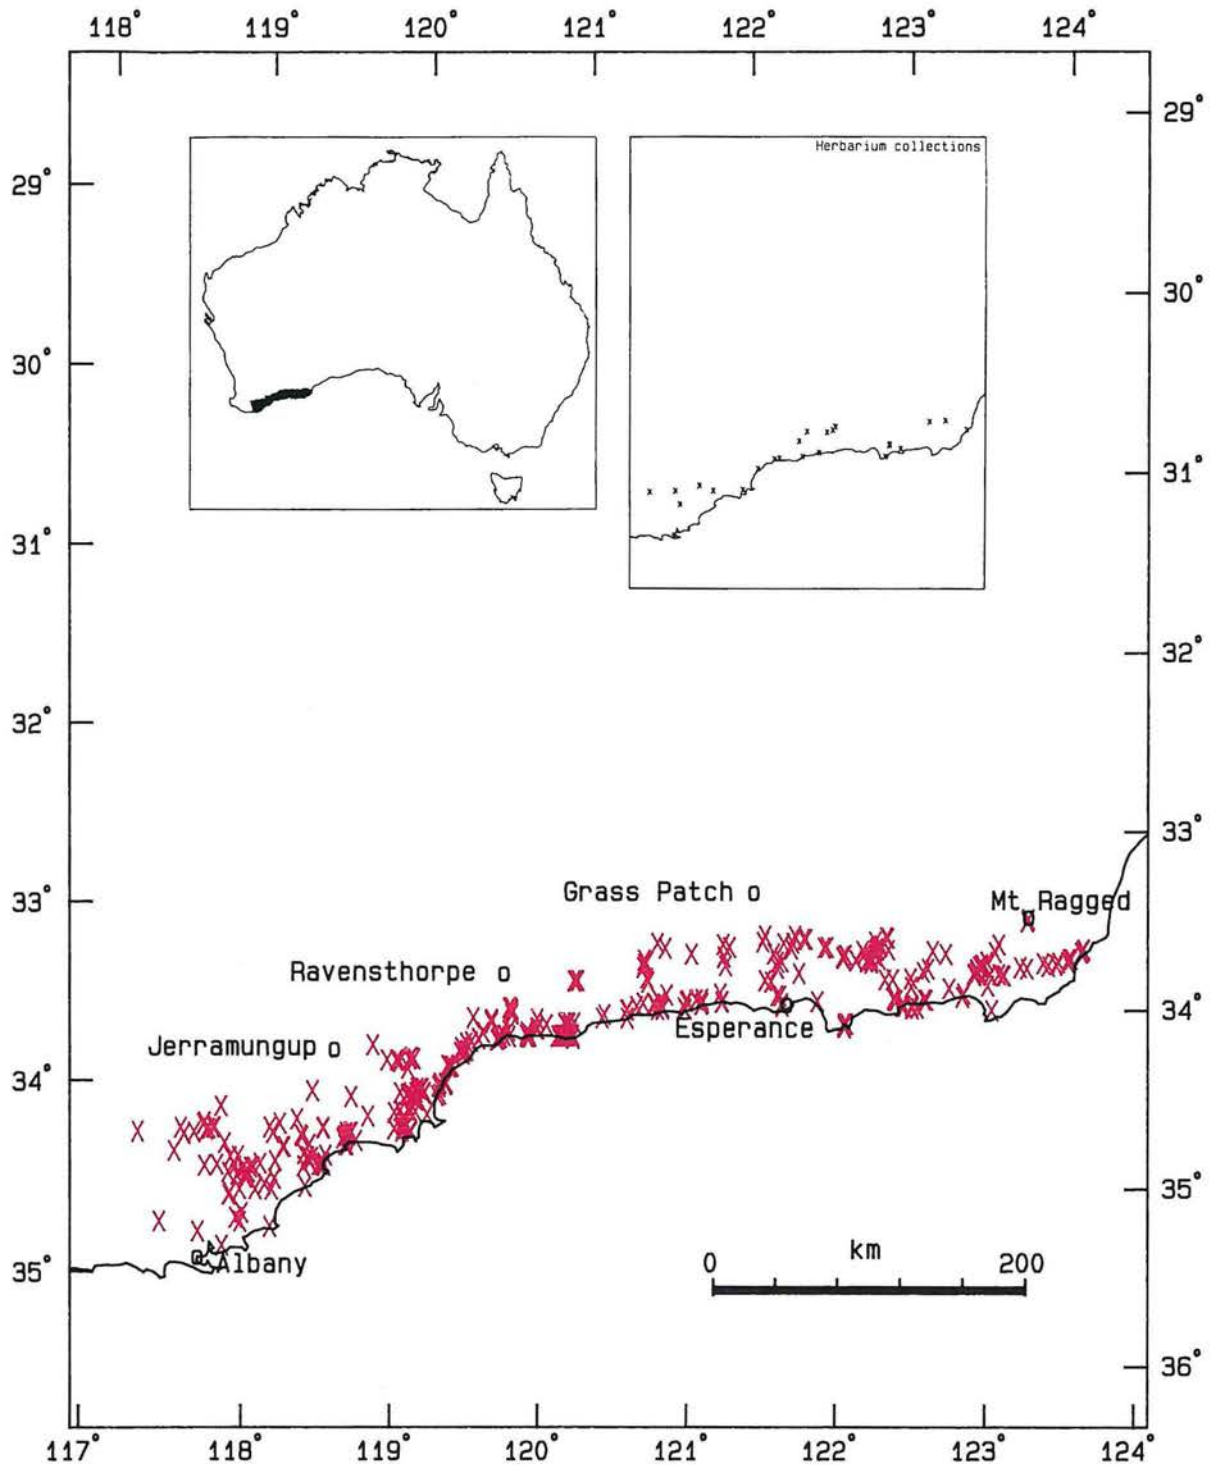 118° 119° 120° 121° 122° 123° 124°
29°
Herbarium collections
29°
30°
30°
31°
31°
32°
32°
33°
Grass Patch
33°
Mt. Ragged
Ravensthorpe
34°
Esperance
Jerramungup
34°
35°
km
0 200
Albany
35°
36°
117° 118° 119° 120° 121° 122° 123° 124°